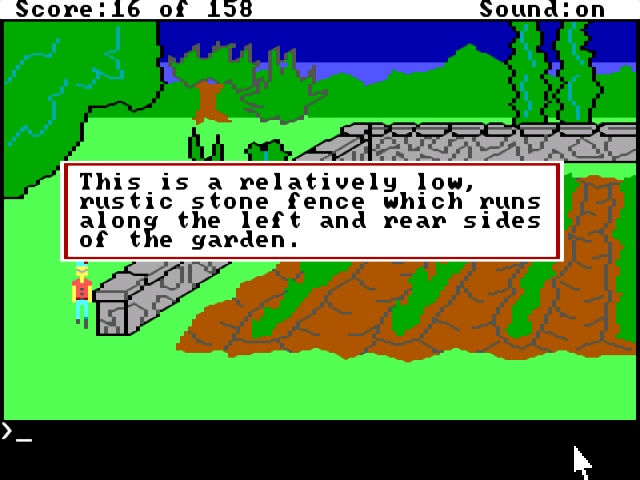 Score:16 of 158 Sound:on
This is a relatively low,
rustic stone fence which runs
along the left and rear sides
of the garden.
>_